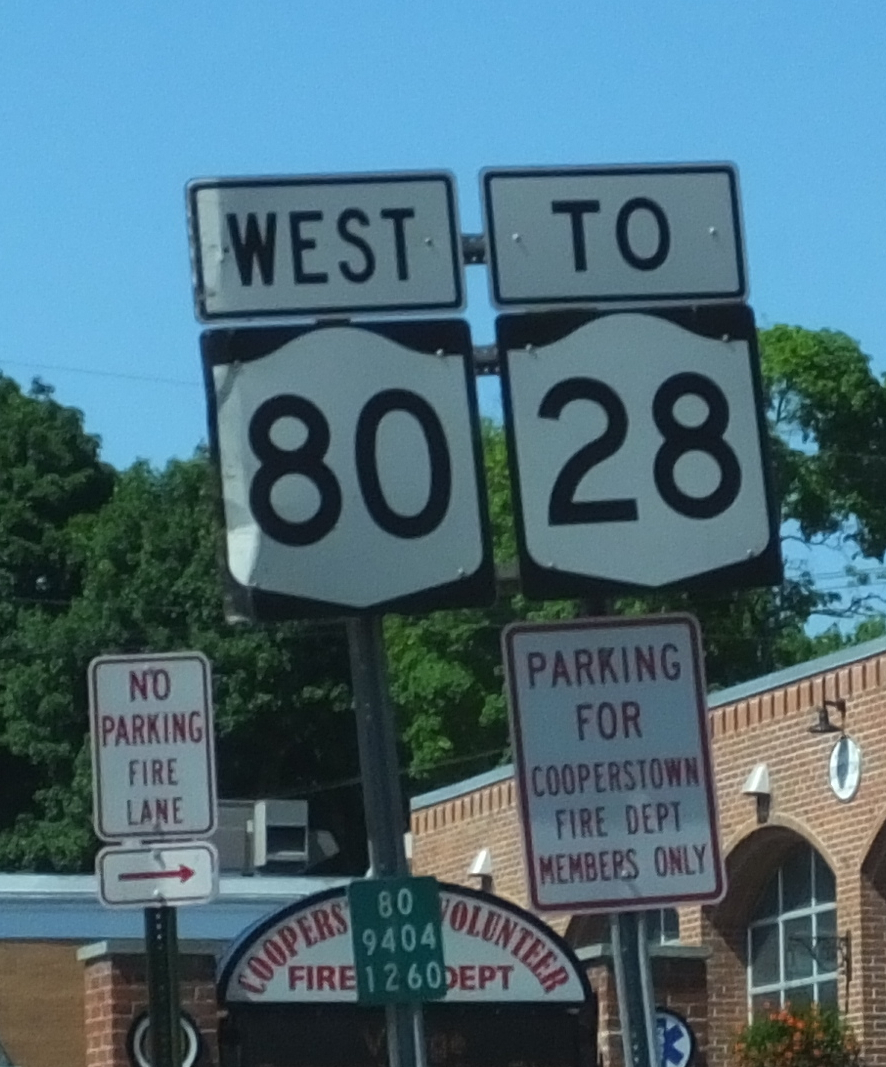 WEST
TO
80
28
NO
PARKING
FIRE
LANE
PARKING
FOR
COOPERSTOWN
FIRE DEPT
MEMBERS ONLY
80
9404
1260
VOLUNTEER
FIRE DEPT